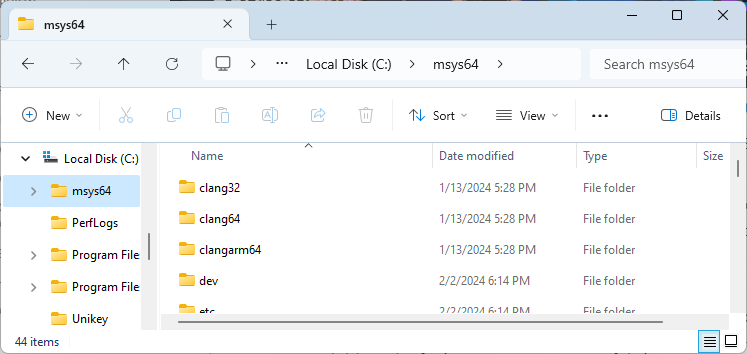 msys64
Local Disk (C:) msys64 Search msys64
New Sort View Details
Local Disk (C:)
msys64
PerfLogs
Program File
Program File
Unikey
Name Date modified Type Size
clang32 1/13/2024 5:28 PM File folder
clang64 1/13/2024 5:28 PM File folder
clangarm64 1/13/2024 5:28 PM File folder
dev 2/2/2024 6:14 PM File folder
etc 2/2/2024 6:14 PM File folder
44 items